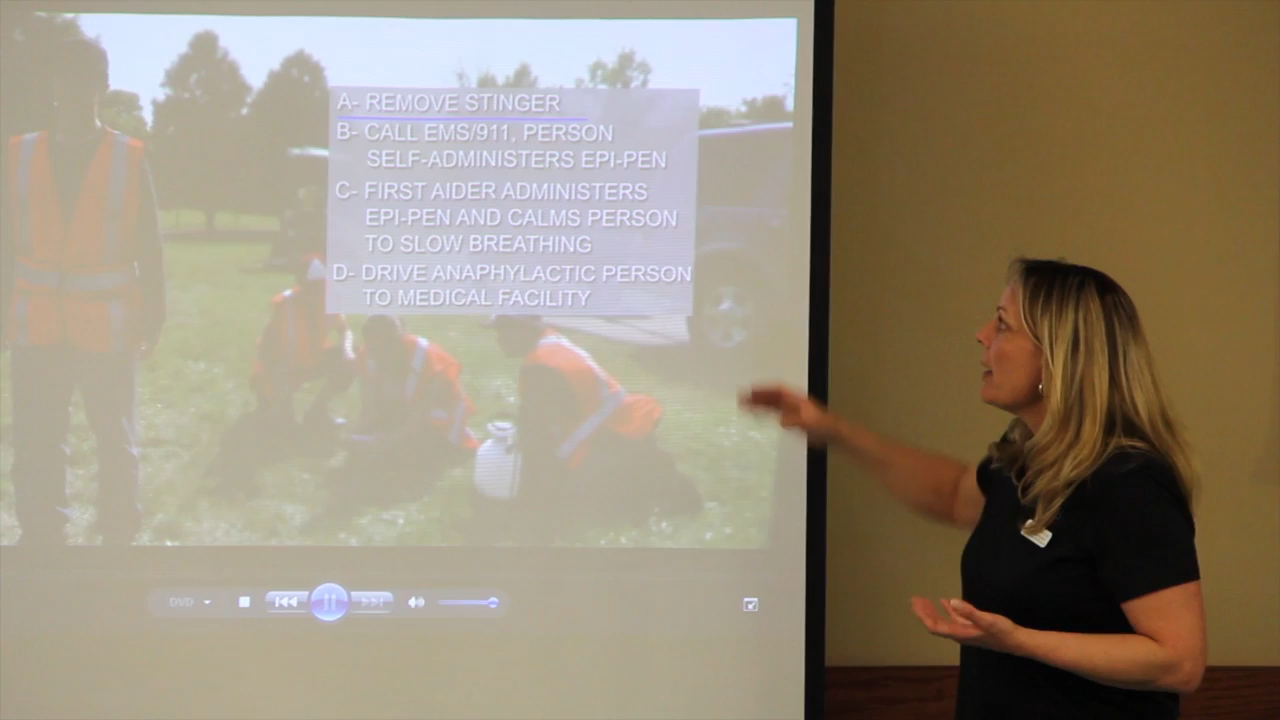 A- REMOVE STINGER
B- CALL EMS/911, PERSON
SELF-ADMINISTERS EPI-PEN
C- FIRST AIDER ADMINISTERS
EPI-PEN AND CALMS PERSON
TO SLOW BREATHING
D- DRIVE ANAPHYLACTIC PERSON
TO MEDICAL FACILITY
DVD